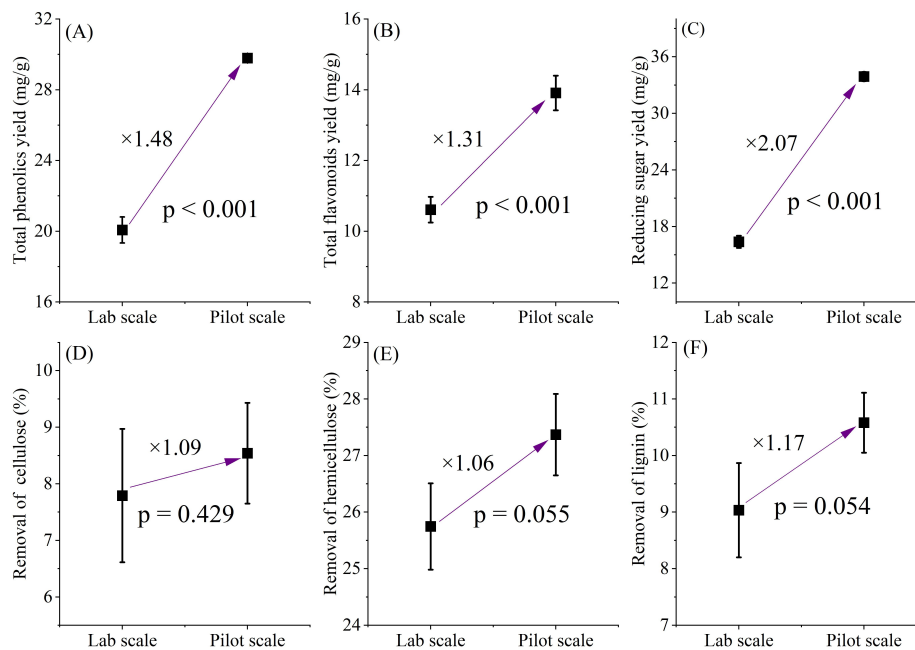 (A)
Total phenolics yield (mg/g)
32
28
24
20
16
×1.48
p < 0.001
Lab scale
Pilot scale
(B)
Total flavonoids yield (mg/g)
16
14
12
10
8
×1.31
p < 0.001
Lab scale
Pilot scale
(C)
Reducing sugar yield (mg/g)
36
30
24
18
12
×2.07
p < 0.001
Lab scale
Pilot scale
(D)
Removal of cellulose (%)
10
9
8
7
6
×1.09
p = 0.429
Lab scale
Pilot scale
(E)
Removal of hemicellulose (%)
29
28
27
26
25
24
×1.06
p = 0.055
Lab scale
Pilot scale
(F)
Removal of lignin (%)
12
11
10
9
8
7
×1.17
p = 0.054
Lab scale
Pilot scale